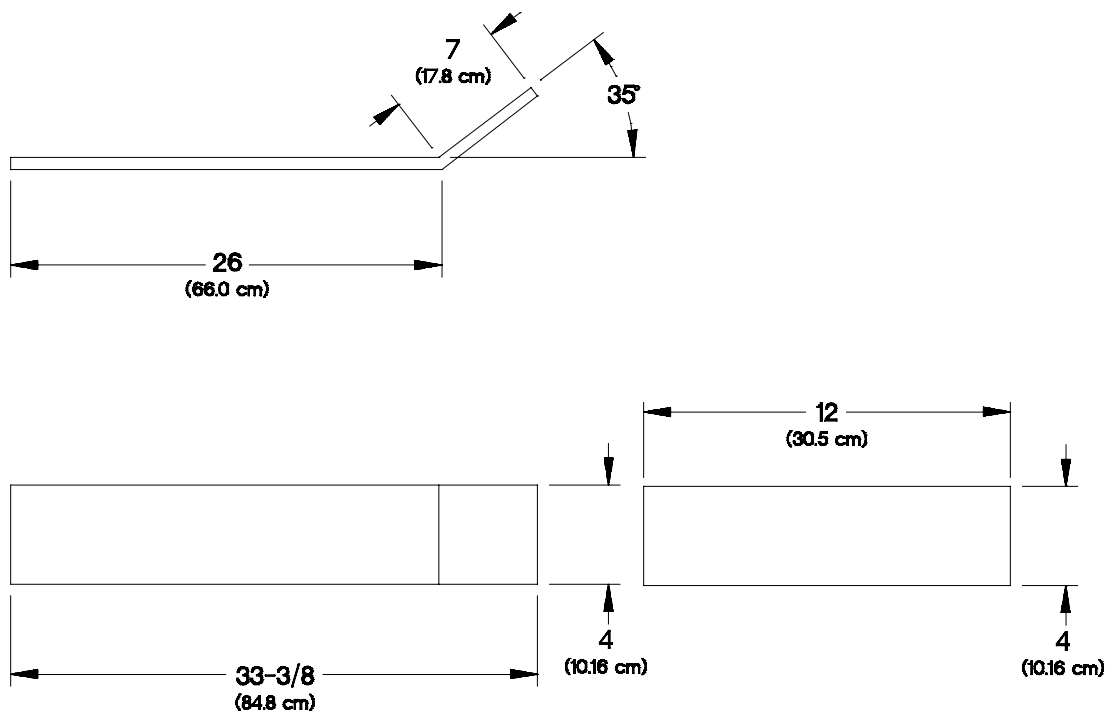 7
(17.8 cm)
35°
26
(66.0 cm)
12
(30.5 cm)
4
(10.16 cm)
4
(10.16 cm)
33-3/8
(84.8 cm)